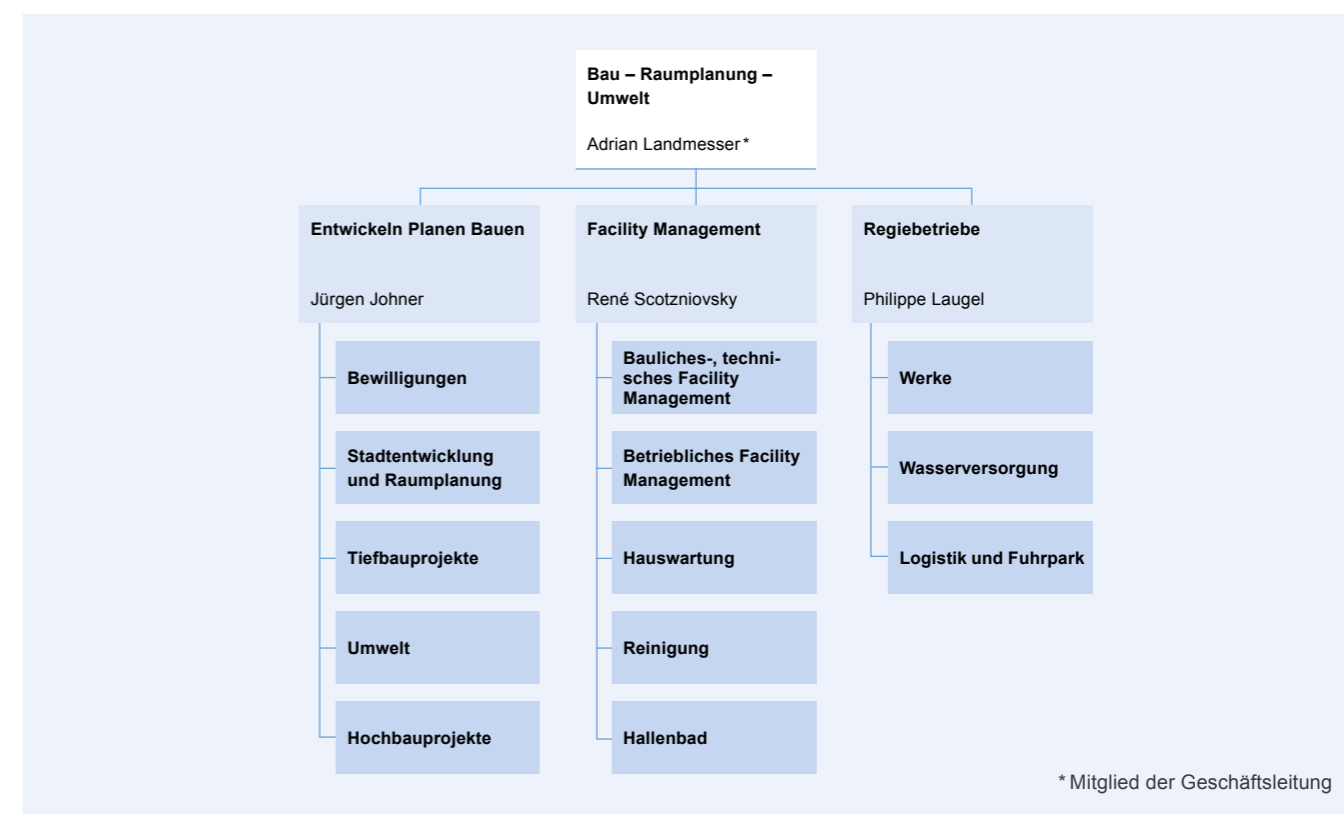 Bau – Raumplanung –
Umwelt
Adrian Landmesser*
Entwickeln Planen Bauen
Jürgen Johner
Facility Management
René Scotzniovsky
Regiebetriebe
Philippe Laugel
Bewilligungen
Stadtentwicklung
und Raumplanung
Tiefbauprojekte
Umwelt
Hochbauprojekte
Bauliches-, techni-
sches Facility
Management
Betriebliches Facility
Management
Hauswartung
Reinigung
Hallenbad
Werke
Wasserversorgung
Logistik und Fuhrpark
* Mitglied der Geschäftsleitung